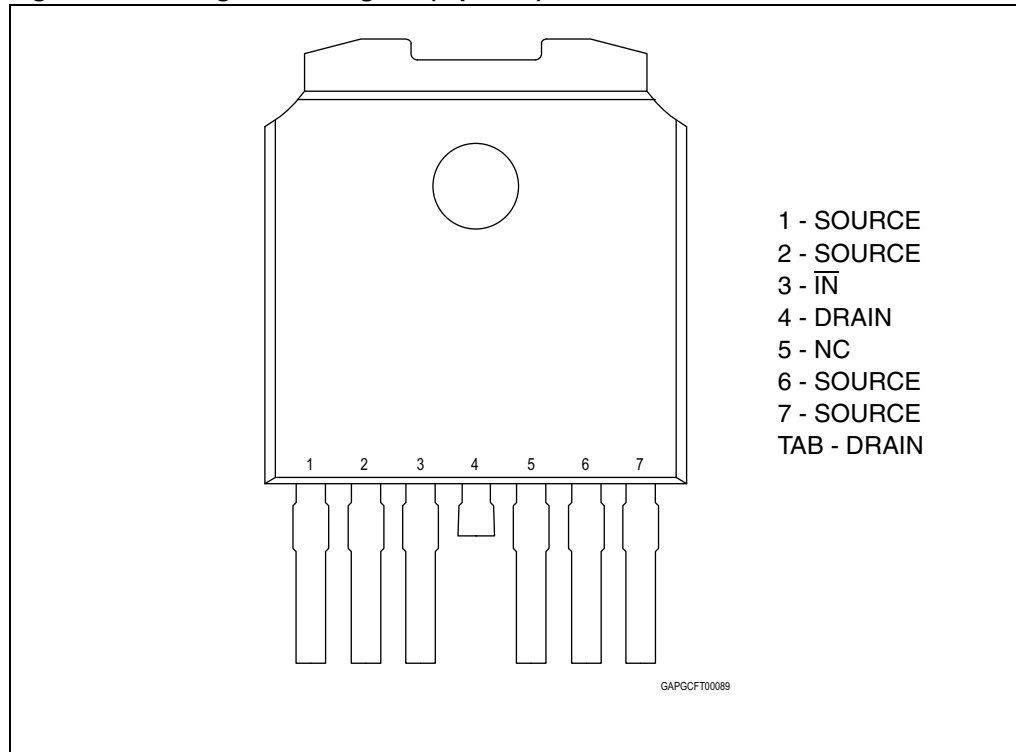 1 - SOURCE
2 - SOURCE
3 - I̅N̅
4 - DRAIN
5 - NC
6 - SOURCE
7 - SOURCE
TAB - DRAIN
1 2 3 4 5 6 7
GAPGCFT00089